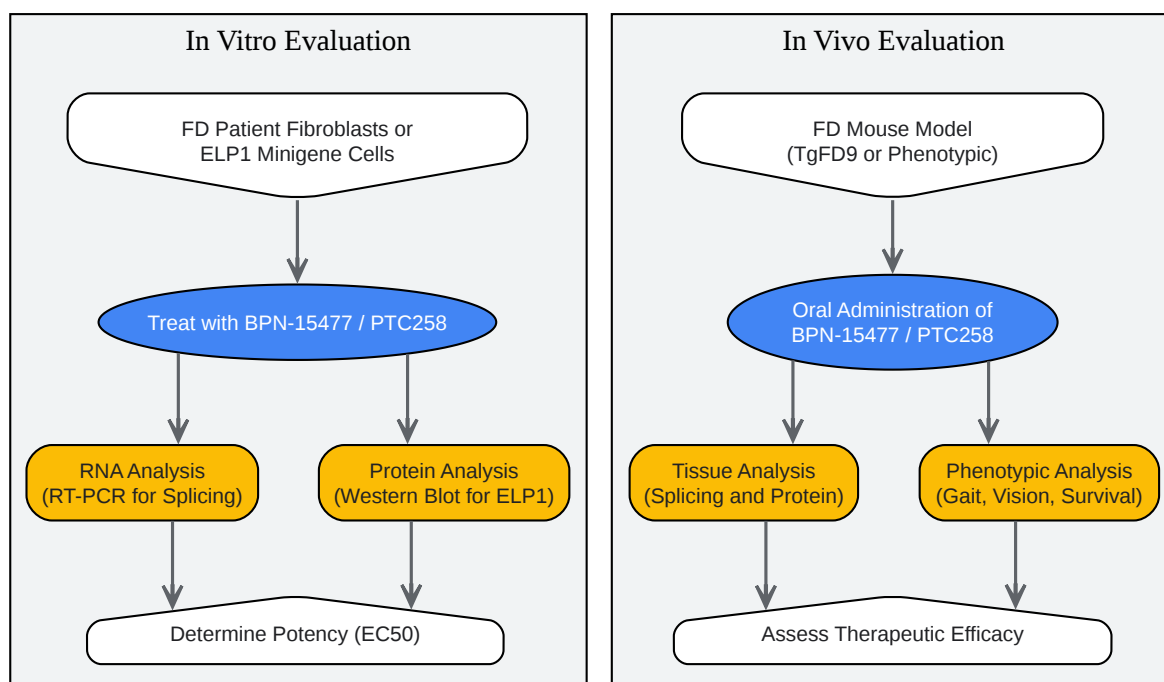 In Vitro Evaluation
FD Patient Fibroblasts or
ELP1 Minigene Cells
Treat with BPN-15477 / PTC258
RNA Analysis
(RT-PCR for Splicing)
Protein Analysis
(Western Blot for ELP1)
Determine Potency (EC50)
In Vivo Evaluation
FD Mouse Model
(TgFD9 or Phenotypic)
Oral Administration of
BPN-15477 / PTC258
Tissue Analysis
(Splicing and Protein)
Phenotypic Analysis
(Gait, Vision, Survival)
Assess Therapeutic Efficacy